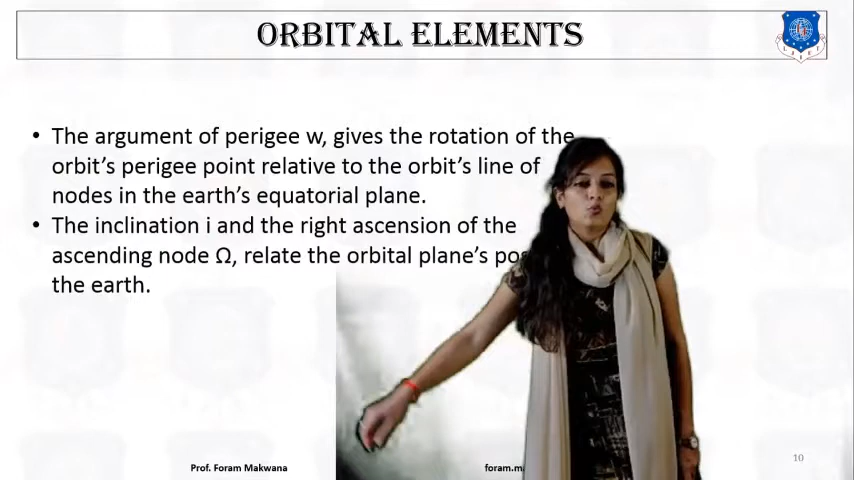 ORBITAL ELEMENTS
• The argument of perigee w, gives the rotation of the
orbit's perigee point relative to the orbit's line of
nodes in the earth's equatorial plane.
• The inclination i and the right ascension of the
ascending node Ω, relate the orbital plane's
the earth.
Prof. Foram Makwana
10